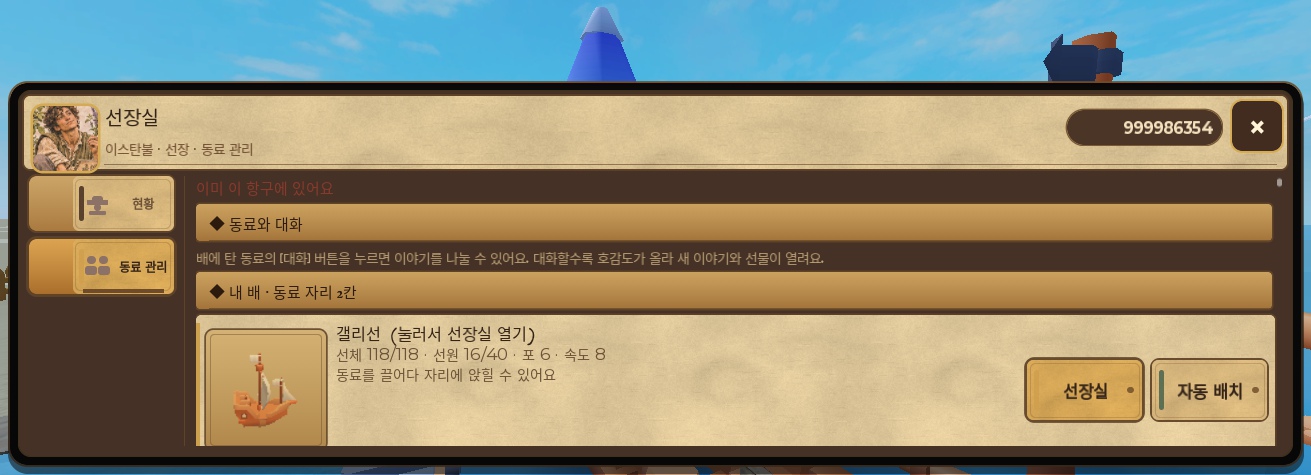 선장실
이스탄불 · 선장 · 동료 관리
999986354
×
현황
동료 관리
이미 이 항구에 있어요
◆ 동료와 대화
배에 탄 동료의 [대화] 버튼을 누르면 이야기를 나눌 수 있어요. 대화할수록 호감도가 올라 새 이야기와 선물이 열려요.
◆ 내 배 · 동료 자리 2칸
갤리선 (눌러서 선장실 열기)
선체 118/118 · 선원 16/40 · 포 6 · 속도 8
동료를 끌어다 자리에 앉힐 수 있어요
선장실
자동 배치